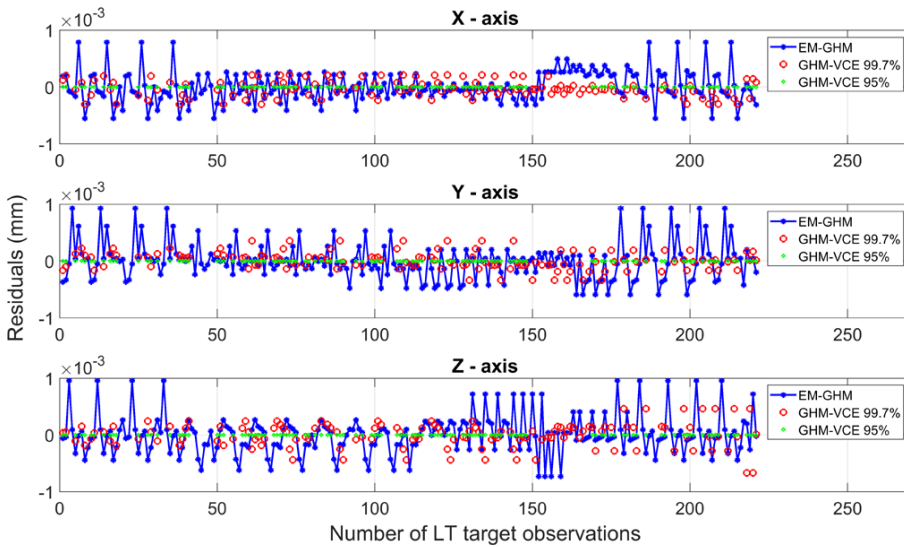 X - axis
×10⁻³
1
0
-1
0 50 100 150 200 250
EM-GHM
GHM-VCE 99.7%
GHM-VCE 95%
Y - axis
×10⁻³
1
0
-1
0 50 100 150 200 250
EM-GHM
GHM-VCE 99.7%
GHM-VCE 95%
Residuals (mm)
Z - axis
×10⁻³
1
0
-1
0 50 100 150 200 250
EM-GHM
GHM-VCE 99.7%
GHM-VCE 95%
Number of LT target observations